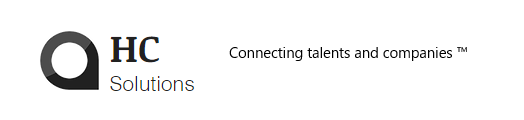 HC
Solutions
Connecting talents and companies ™